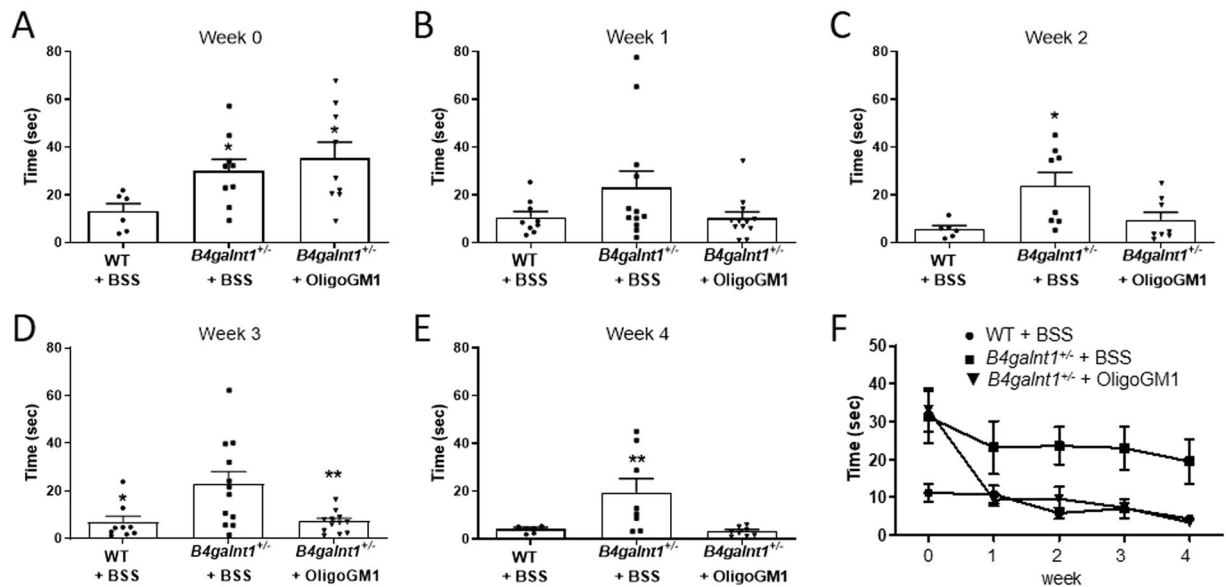 A
Week 0
Time (sec)
80
60
40
20
0
*
*
WT
+ BSS
B4galnt1+/-
+ BSS
B4galnt1+/-
+ OligoGM1
B
Week 1
Time (sec)
80
60
40
20
0
WT
+ BSS
B4galnt1+/-
+ BSS
B4galnt1+/-
+ OligoGM1
C
Week 2
Time (sec)
80
60
40
20
0
*
WT
+ BSS
B4galnt1+/-
+ BSS
B4galnt1+/-
+ OligoGM1
D
Week 3
Time (sec)
80
60
40
20
0
*
**
WT
+ BSS
B4galnt1+/-
+ BSS
B4galnt1+/-
+ OligoGM1
E
Week 4
Time (sec)
80
60
40
20
0
**
WT
+ BSS
B4galnt1+/-
+ BSS
B4galnt1+/-
+ OligoGM1
F
WT + BSS
B4galnt1+/- + BSS
B4galnt1+/- + OligoGM1
Time (sec)
50
40
30
20
10
0
0 1 2 3 4
week